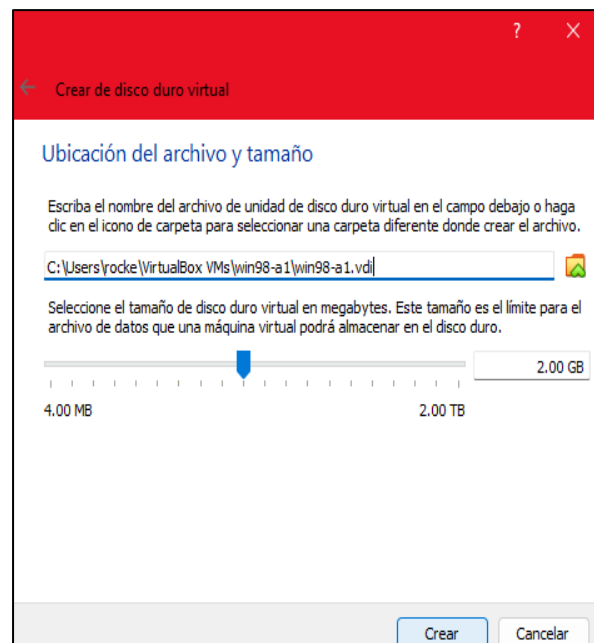 ?
Crear de disco duro virtual
Ubicación del archivo y tamaño
Escriba el nombre del archivo de unidad de disco duro virtual en el campo debajo o haga
clic en el icono de carpeta para seleccionar una carpeta diferente donde crear el archivo.
C:\Users\rocke\VirtualBox VMs\win98-a1\win98-a1.vdi
Seleccione el tamaño de disco duro virtual en megabytes. Este tamaño es el límite para el
archivo de datos que una máquina virtual podrá almacenar en el disco duro.
2.00 GB
4.00 MB 2.00 TB
Crear Cancelar